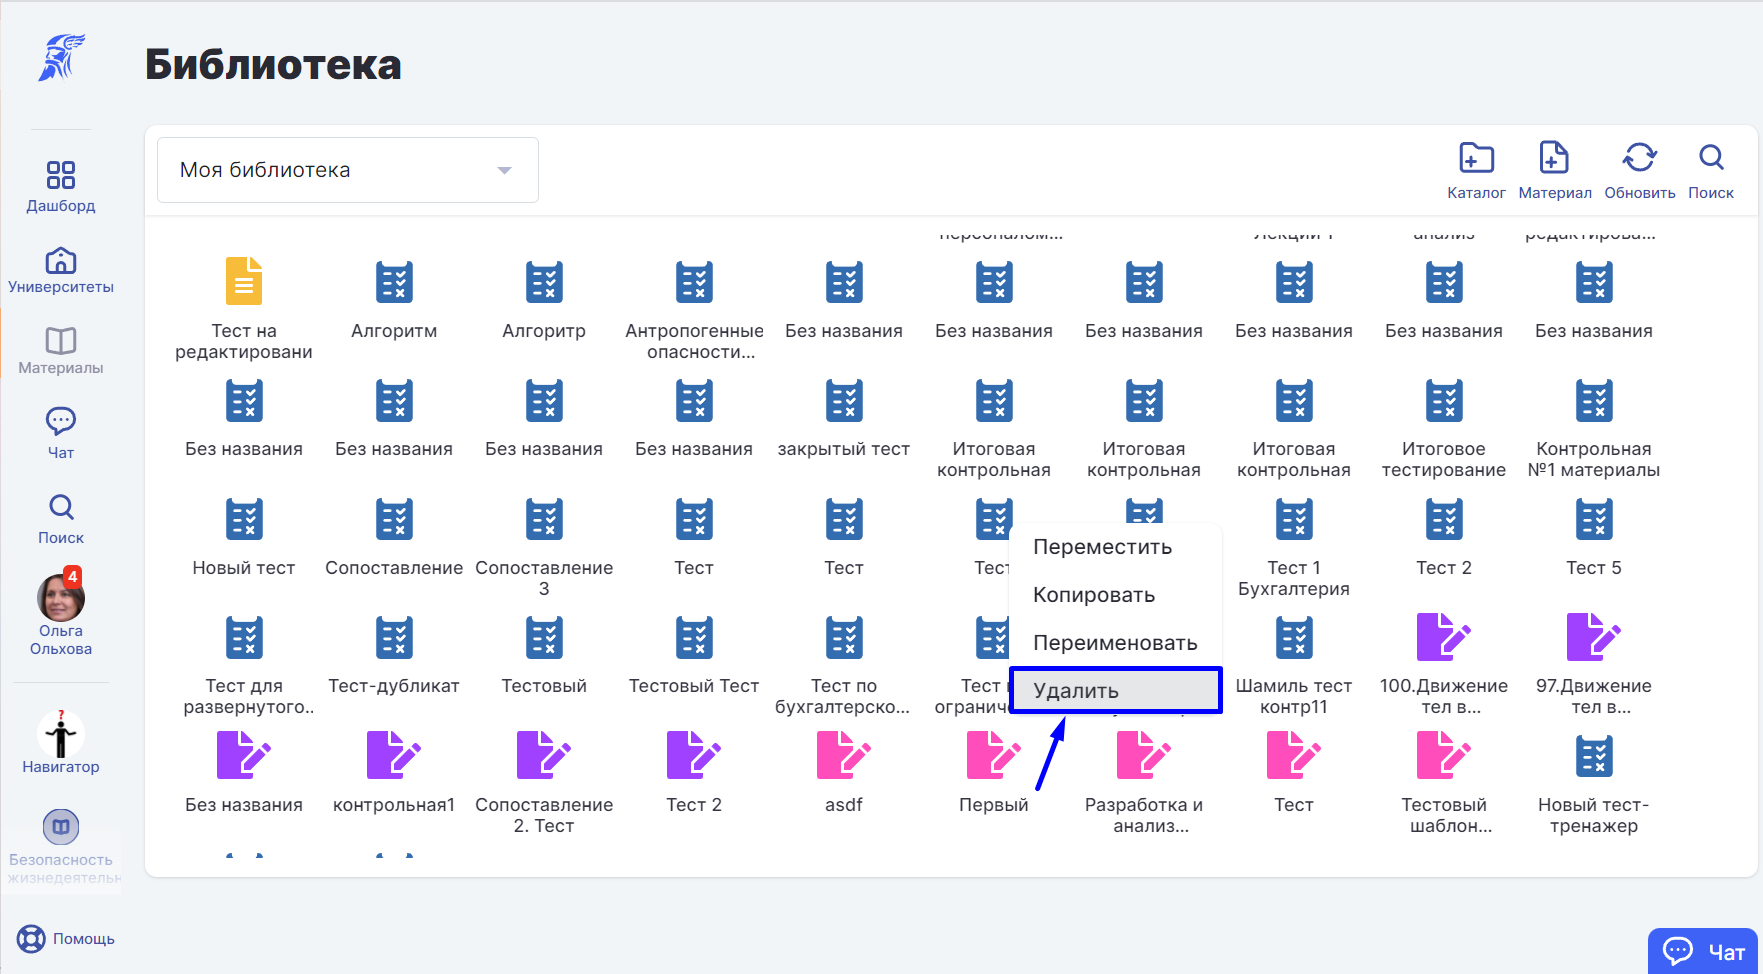 Библиотека
Моя библиотека
Каталог
Материал
Обновить
Поиск
Дашборд
Университеты
Материалы
Чат
Поиск
4
Ольга
Ольхова
?
Навигатор
Безопасность
жизнедеятельн
Помощь
персоналом... Лекции 1 анализ редактирова...
Тест на Алгоритм Алгоритр Антропогенные Без названия Без названия Без названия Без названия Без названия Без названия
редактировани опасности...
Без названия Без названия Без названия Без названия закрытый тест Итоговая Итоговая Итоговая Итоговое Контрольная
контрольная контрольная контрольная тестирование №1 материалы
Новый тест Сопоставление Сопоставление Тест Тест Тест Тест 1 Тест 2 Тест 5
3 Бухгалтерия
Переместить
Копировать
Переименовать
Удалить
Тест для Тест-дубликат Тестовый Тестовый Тест Тест по Тест Шамиль тест 100.Движение 97.Движение
развернутого.. бухгалтерско... огранич контр11 тел в... тел в...
Без названия контрольная1 Сопоставление Тест 2 asdf Первый Разработка и Тест Тестовый Новый тест-
2. Тест анализ... шаблон... тренажер
Чат